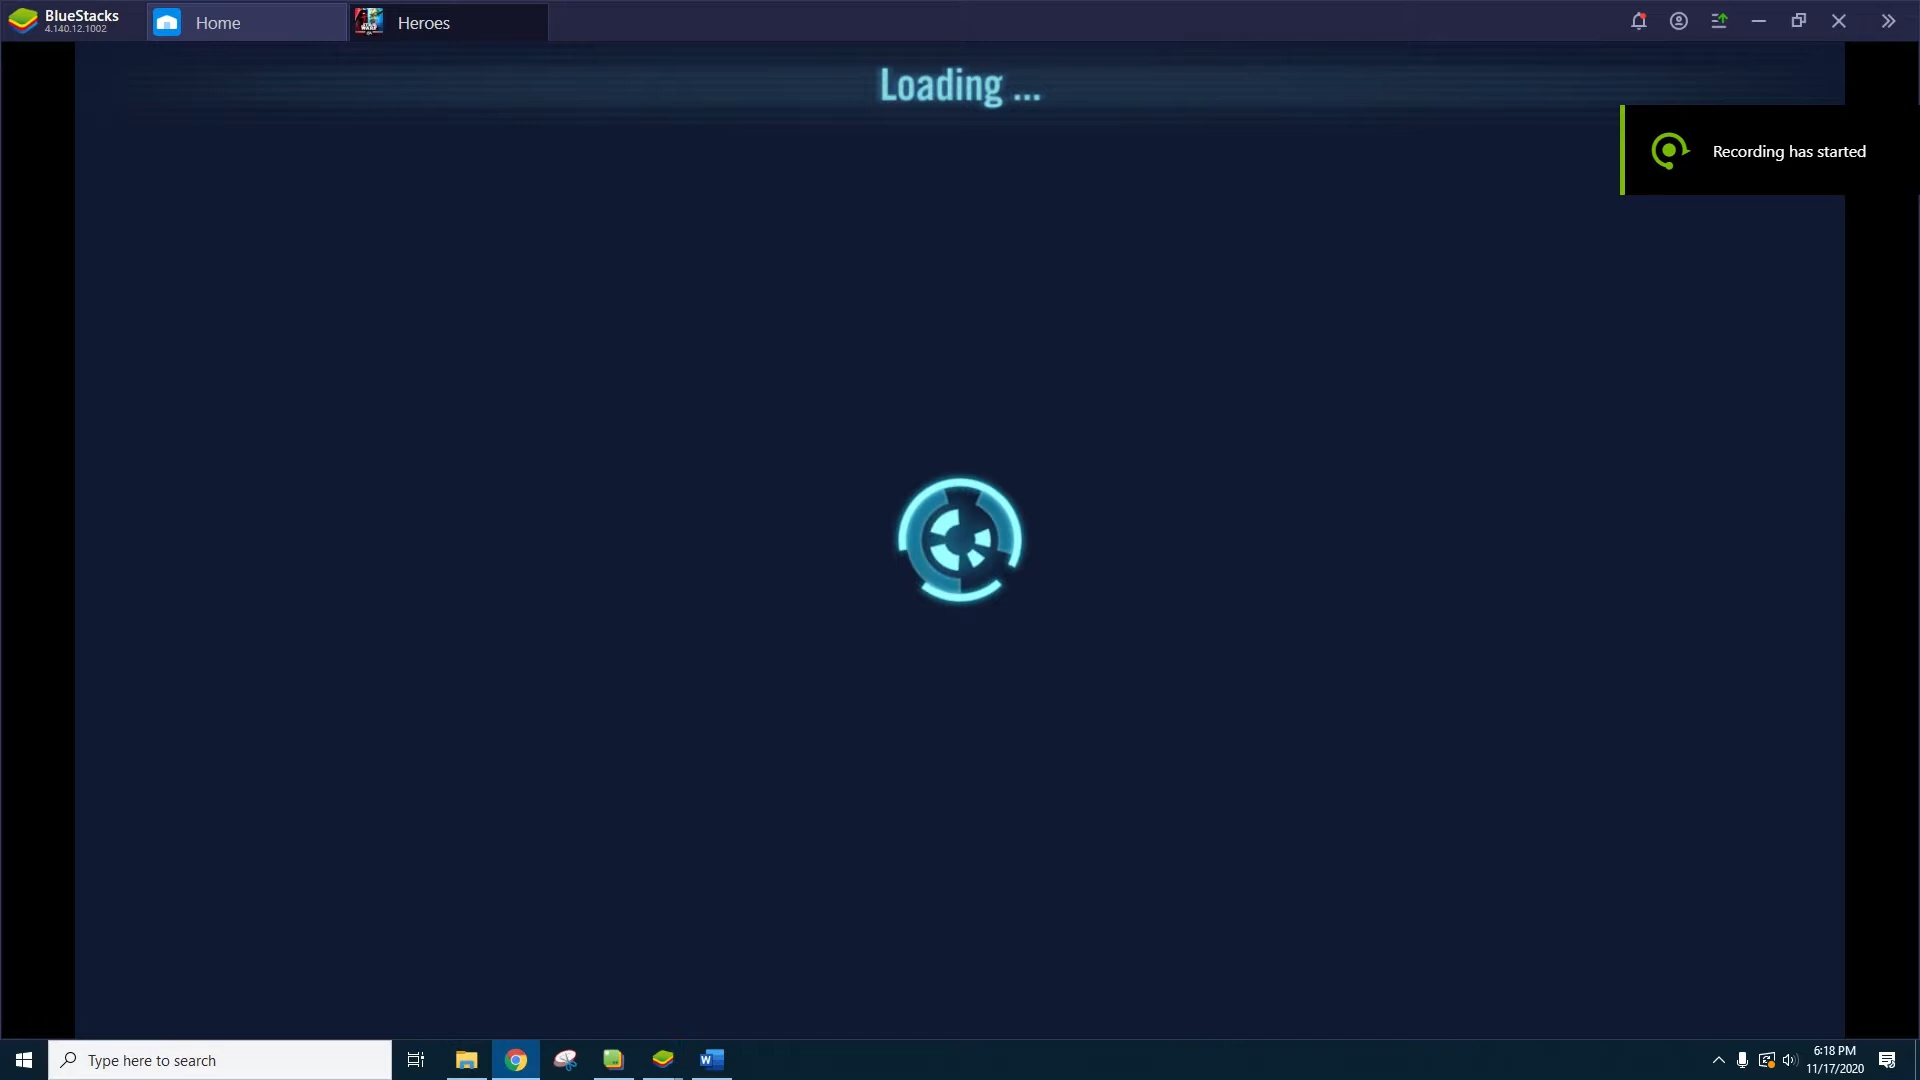 BlueStacks
4.140.12.1002
Home
Heroes
Loading ...
Recording has started
Type here to search
6:18 PM
11/17/2020